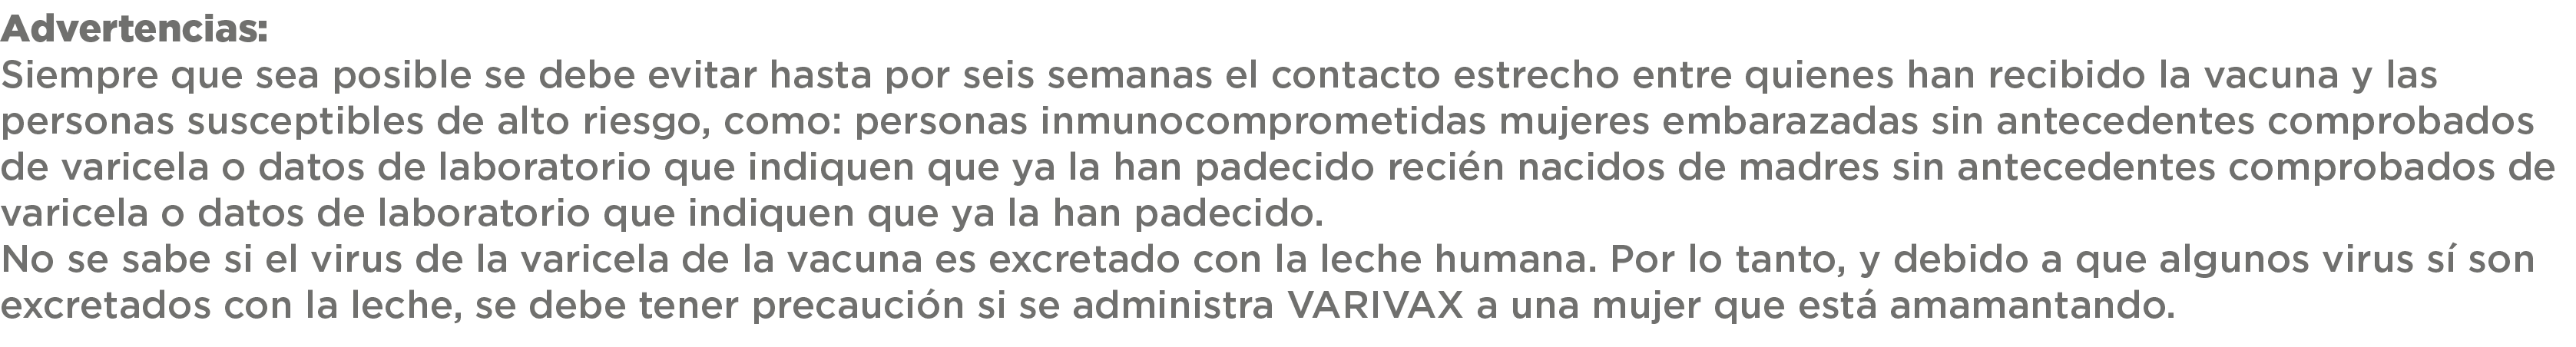 Advertencias:
Siempre que sea posible se debe evitar hasta por seis semanas el contacto estrecho entre quienes han recibido la vacuna y las
personas susceptibles de alto riesgo, como: personas inmunocomprometidas mujeres embarazadas sin antecedentes comprobados
de varicela o datos de laboratorio que indiquen que ya la han padecido recién nacidos de madres sin antecedentes comprobados de
varicela o datos de laboratorio que indiquen que ya la han padecido.
No se sabe si el virus de la varicela de la vacuna es excretado con la leche humana. Por lo tanto, y debido a que algunos virus sí son
excretados con la leche, se debe tener precaución si se administra VARIVAX a una mujer que está amamantando.